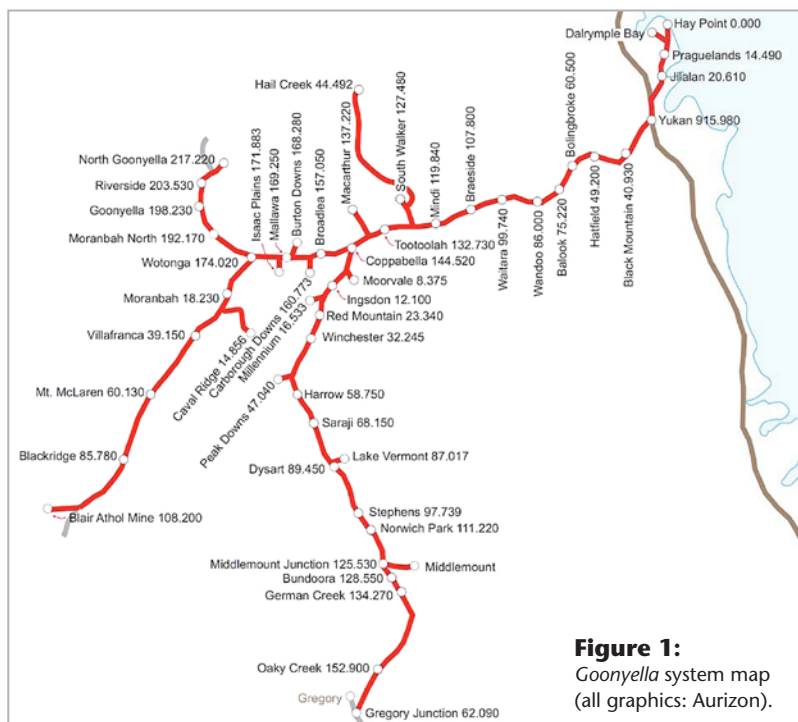 Hay Point 0.000
Dalrymple Bay
Praguelands 14.490
Jilalan 20.610
Yukan 915.980
Black Mountain 40.930
Hatfield 49.200
Bolingbroke 60.500
Balook 75.220
Wandoo 86.000
Waitara 99.740
Braeside 107.800
Mindi 119.840
South Walker 127.480
Hail Creek 44.492
Macarthur 137.220
Tootoolah 132.730
Coppabella 144.520
Broadlea 157.050
Burton Downs 168.280
Mallawa 169.250
Isaac Plains 171.883
North Goonyella 217.220
Riverside 203.530
Goonyella 198.230
Moranbah North 192.170
Wotonga 174.020
Moranbah 18.230
Villafranca 39.150
Caval Ridge 14.856
Carborough Downs 160.773
Millennium 16.533
Moorvale 8.375
Ingsdon 12.100
Red Mountain 23.340
Winchester 32.245
Mt. McLaren 60.130
Peak Downs 47.040
Harrow 58.750
Saraji 68.150
Blackridge 85.780
Lake Vermont 87.017
Dysart 89.450
Blair Athol Mine 108.200
Stephens 97.739
Norwich Park 111.220
Middlemount Junction 125.530
Middlemount
Bundoora 128.550
German Creek 134.270
Oaky Creek 152.900
Gregory
Gregory Junction 62.090
Figure 1:
Goonyella system map
(all graphics: Aurizon).